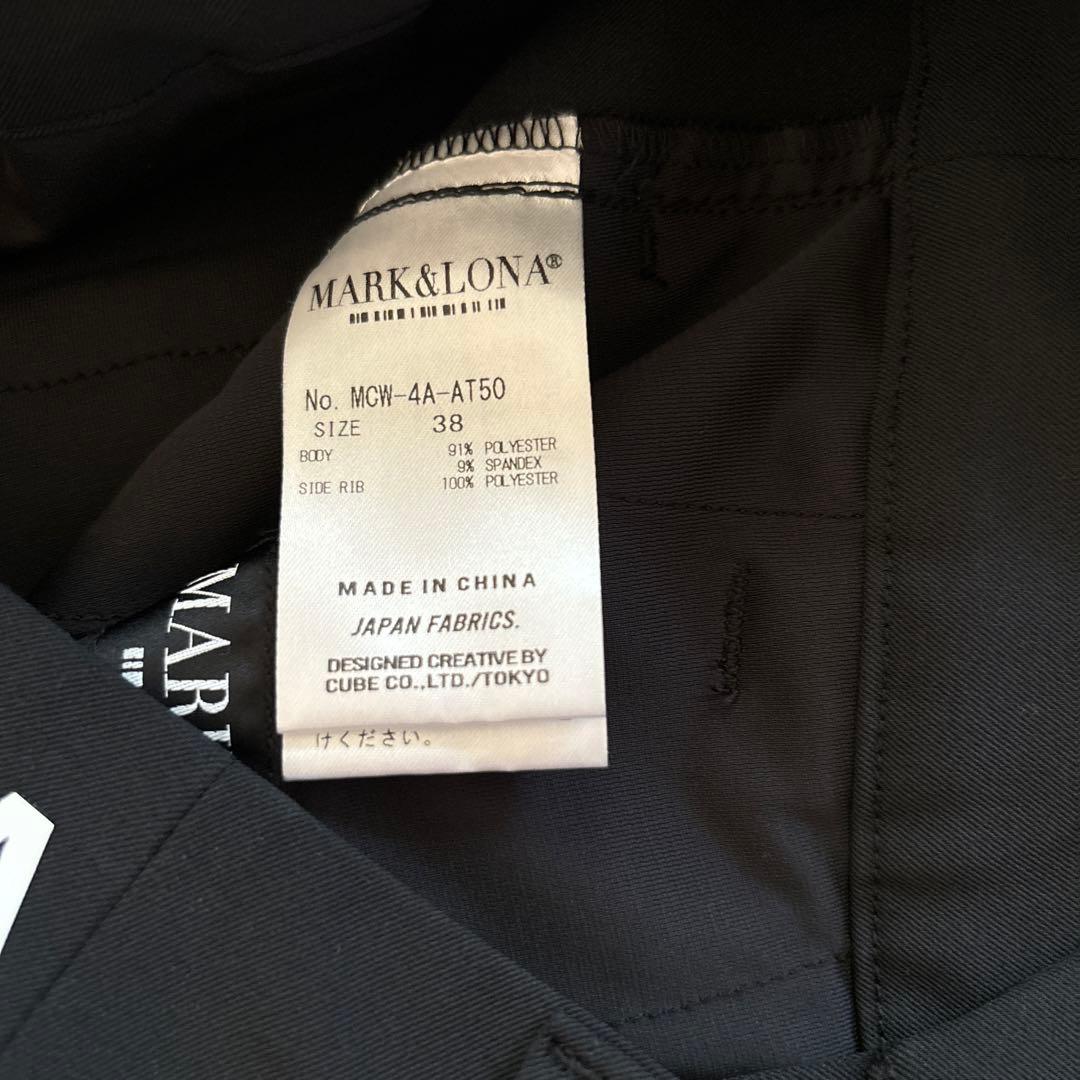 MARK&LONA®
No. MCW-4A-AT50
SIZE 38
BODY 91% POLYESTER
9% SPANDEX
SIDE RIB 100% POLYESTER
MADE IN CHINA
JAPAN FABRICS.
DESIGNED CREATIVE BY
CUBE CO.,LTD./TOKYO
けください。
MAR